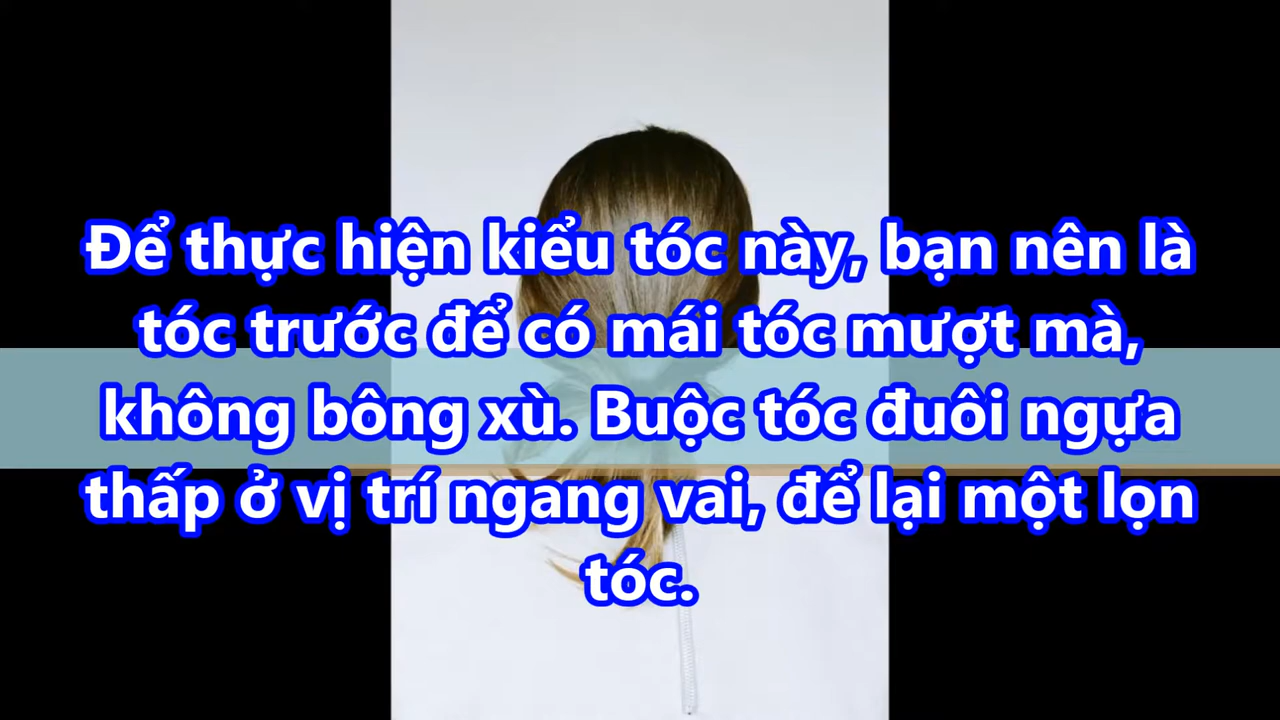 Để thực hiện kiểu tóc này, bạn nên là
tóc trước để có mái tóc mượt mà,
không bông xù. Buộc tóc đuôi ngựa
thấp ở vị trí ngang vai, để lại một lọn
tóc.